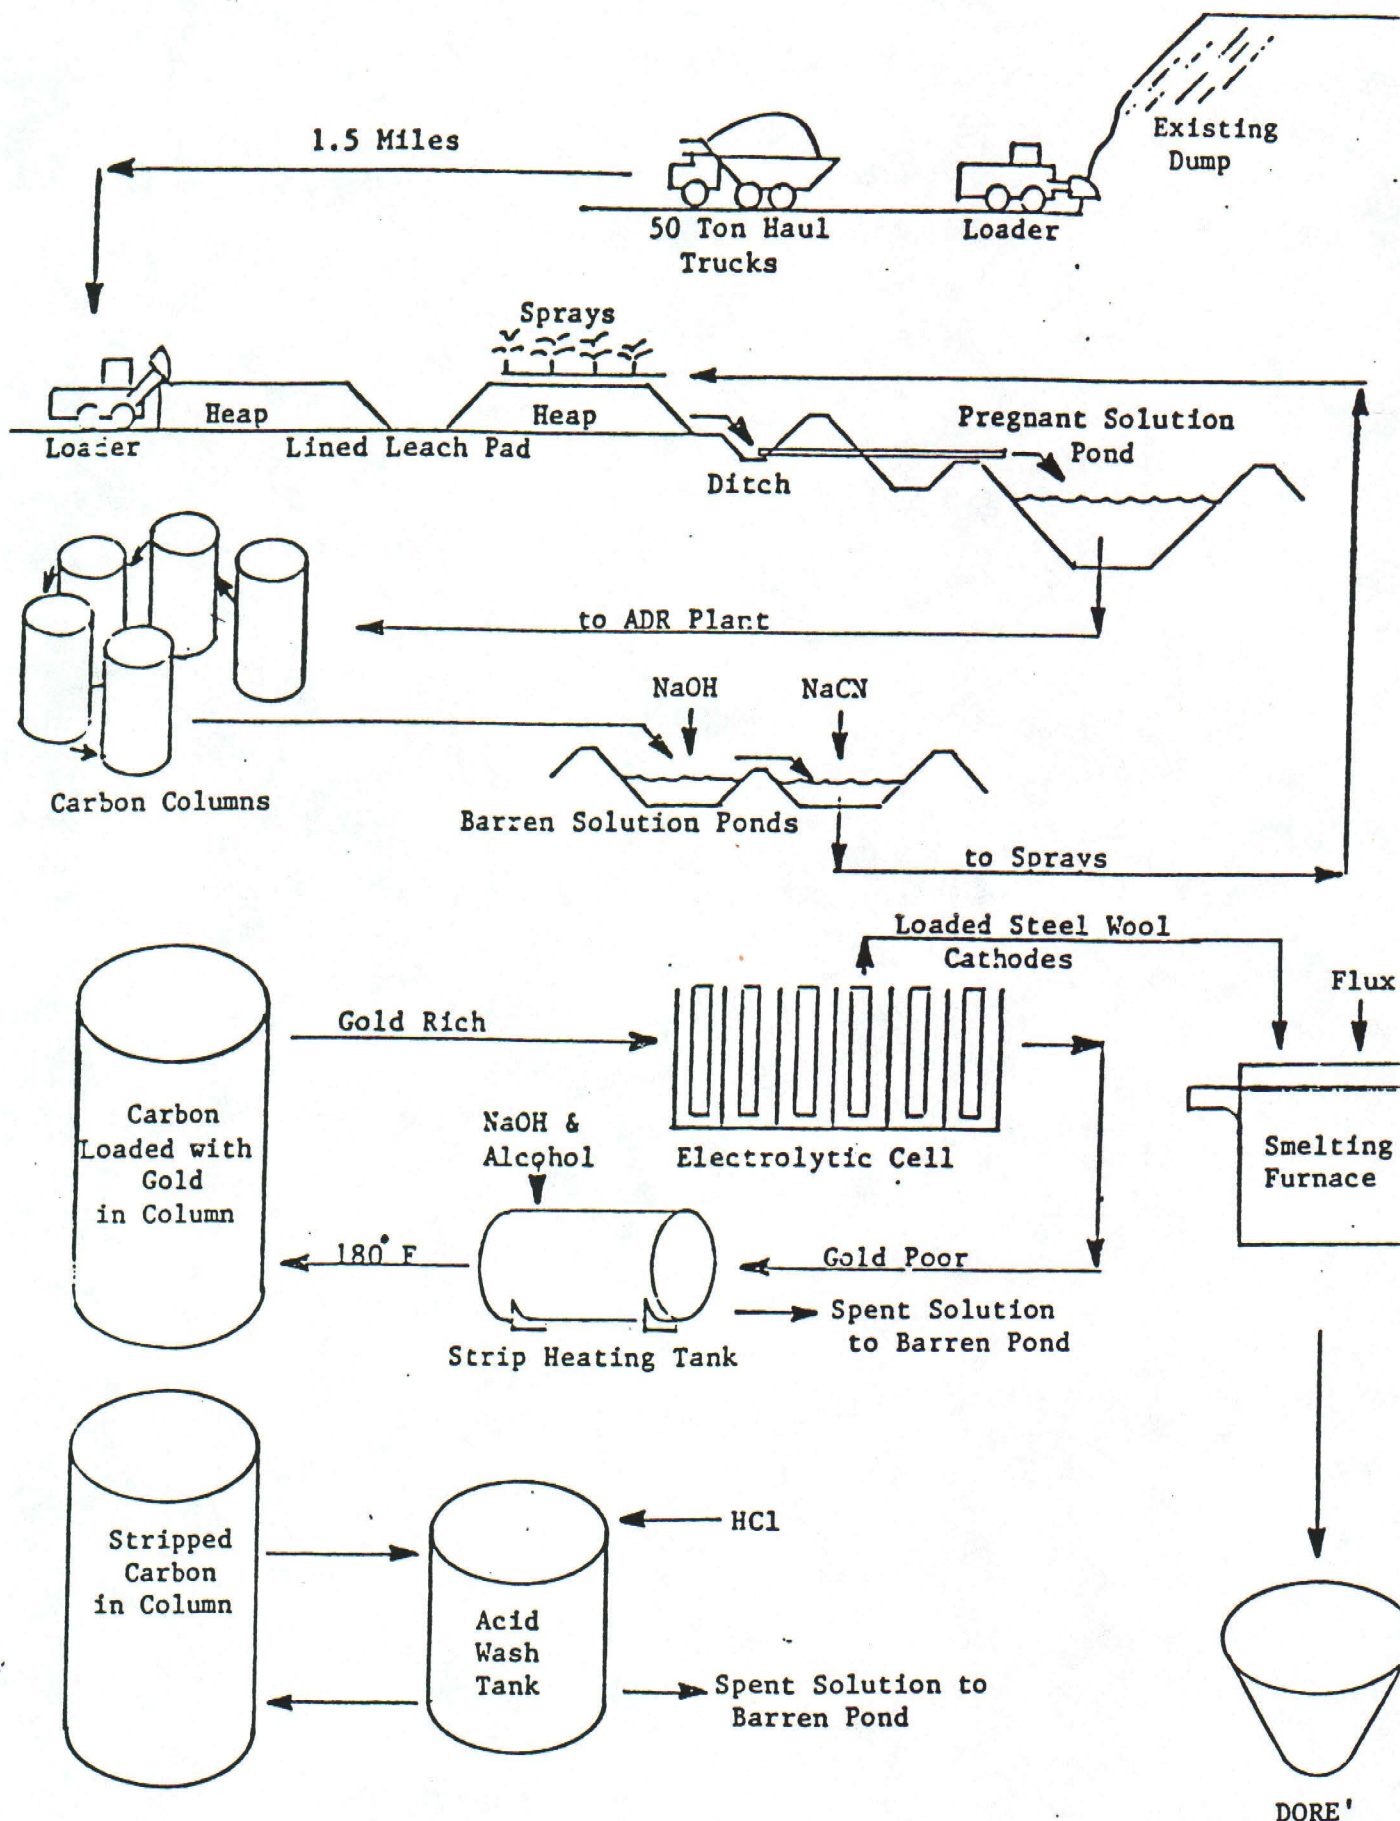 1.5 Miles
Existing
Dump
50 Ton Haul
Trucks
Loader
Sprays
Heap
Heap
Loader
Lined Leach Pad
Ditch
Pregnant Solution
Pond
to ADR Plant
NaOH
NaCN
Carbon Columns
Barren Solution Ponds
to Sprays
Loaded Steel Wool
Cathodes
Flux
Gold Rich
Carbon
Loaded with
Gold
in Column
NaOH &
Alcohol
Electrolytic Cell
Smelting
Furnace
180° F
Gold Poor
Spent Solution
to Barren Pond
Strip Heating Tank
Stripped
Carbon
in Column
HCl
Acid
Wash
Tank
Spent Solution to
Barren Pond
DORE'